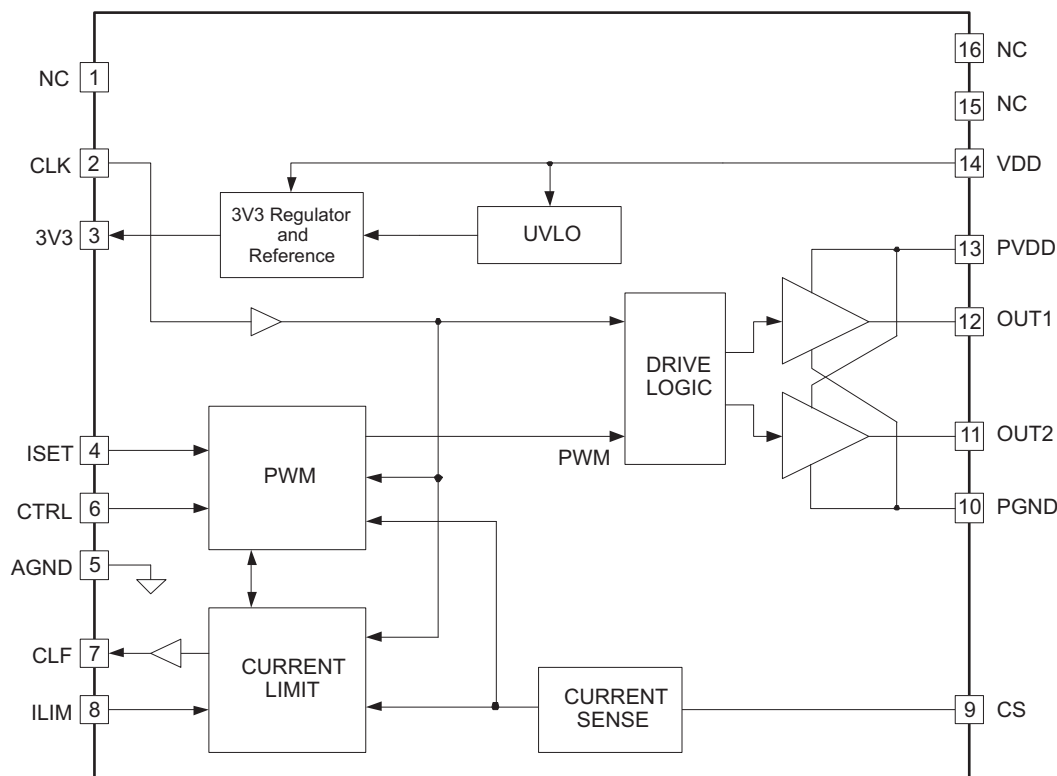 NC 1
16 NC
15 NC
CLK 2
14 VDD
3V3 3
3V3 Regulator
and
Reference
UVLO
13 PVDD
12 OUT1
DRIVE
LOGIC
ISET 4
PWM
PWM
11 OUT2
CTRL 6
10 PGND
AGND 5
CLF 7
CURRENT
LIMIT
ILIM 8
CURRENT
SENSE
9 CS